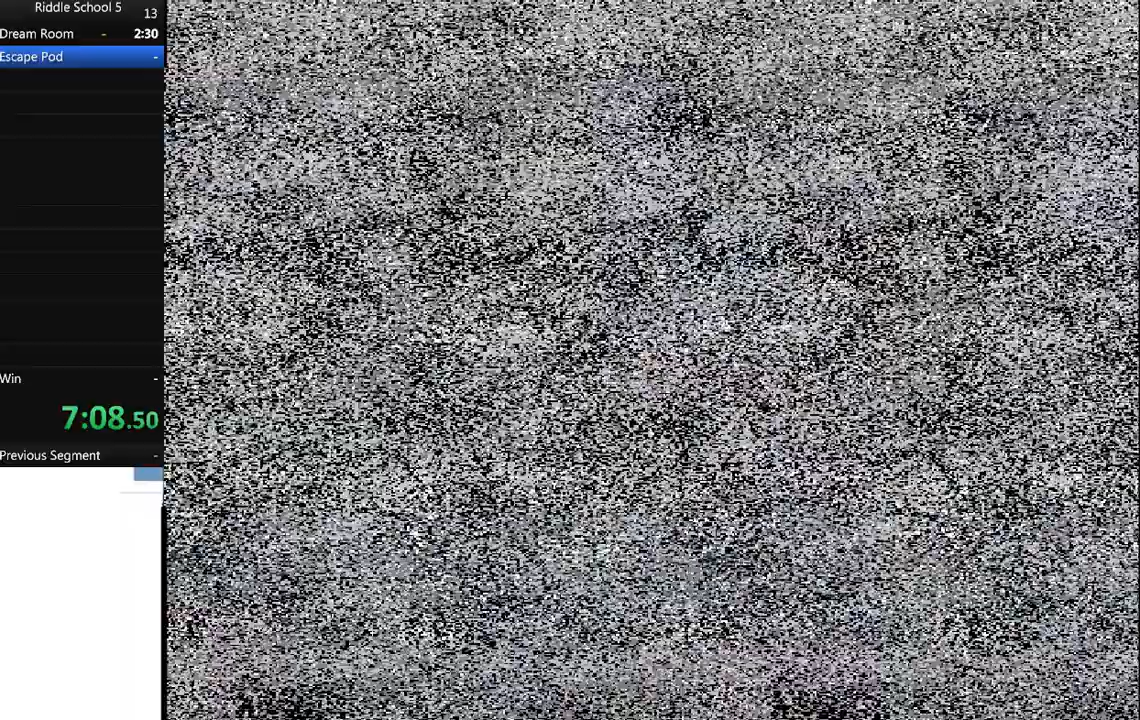 Riddle School 5
13
Dream Room - 2:30
Escape Pod -
Win -
7:08.50
Previous Segment -